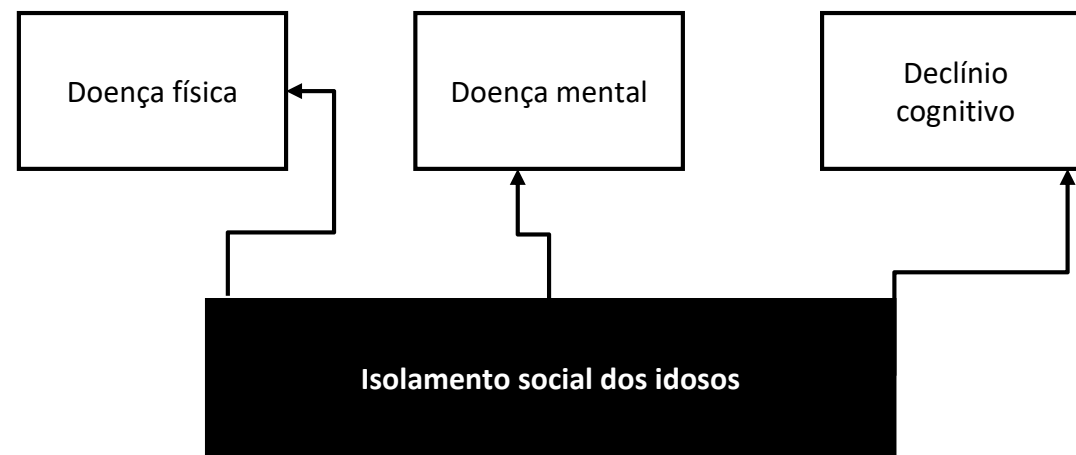 Doença física
Doença mental
Declínio
cognitivo
Isolamento social dos idosos